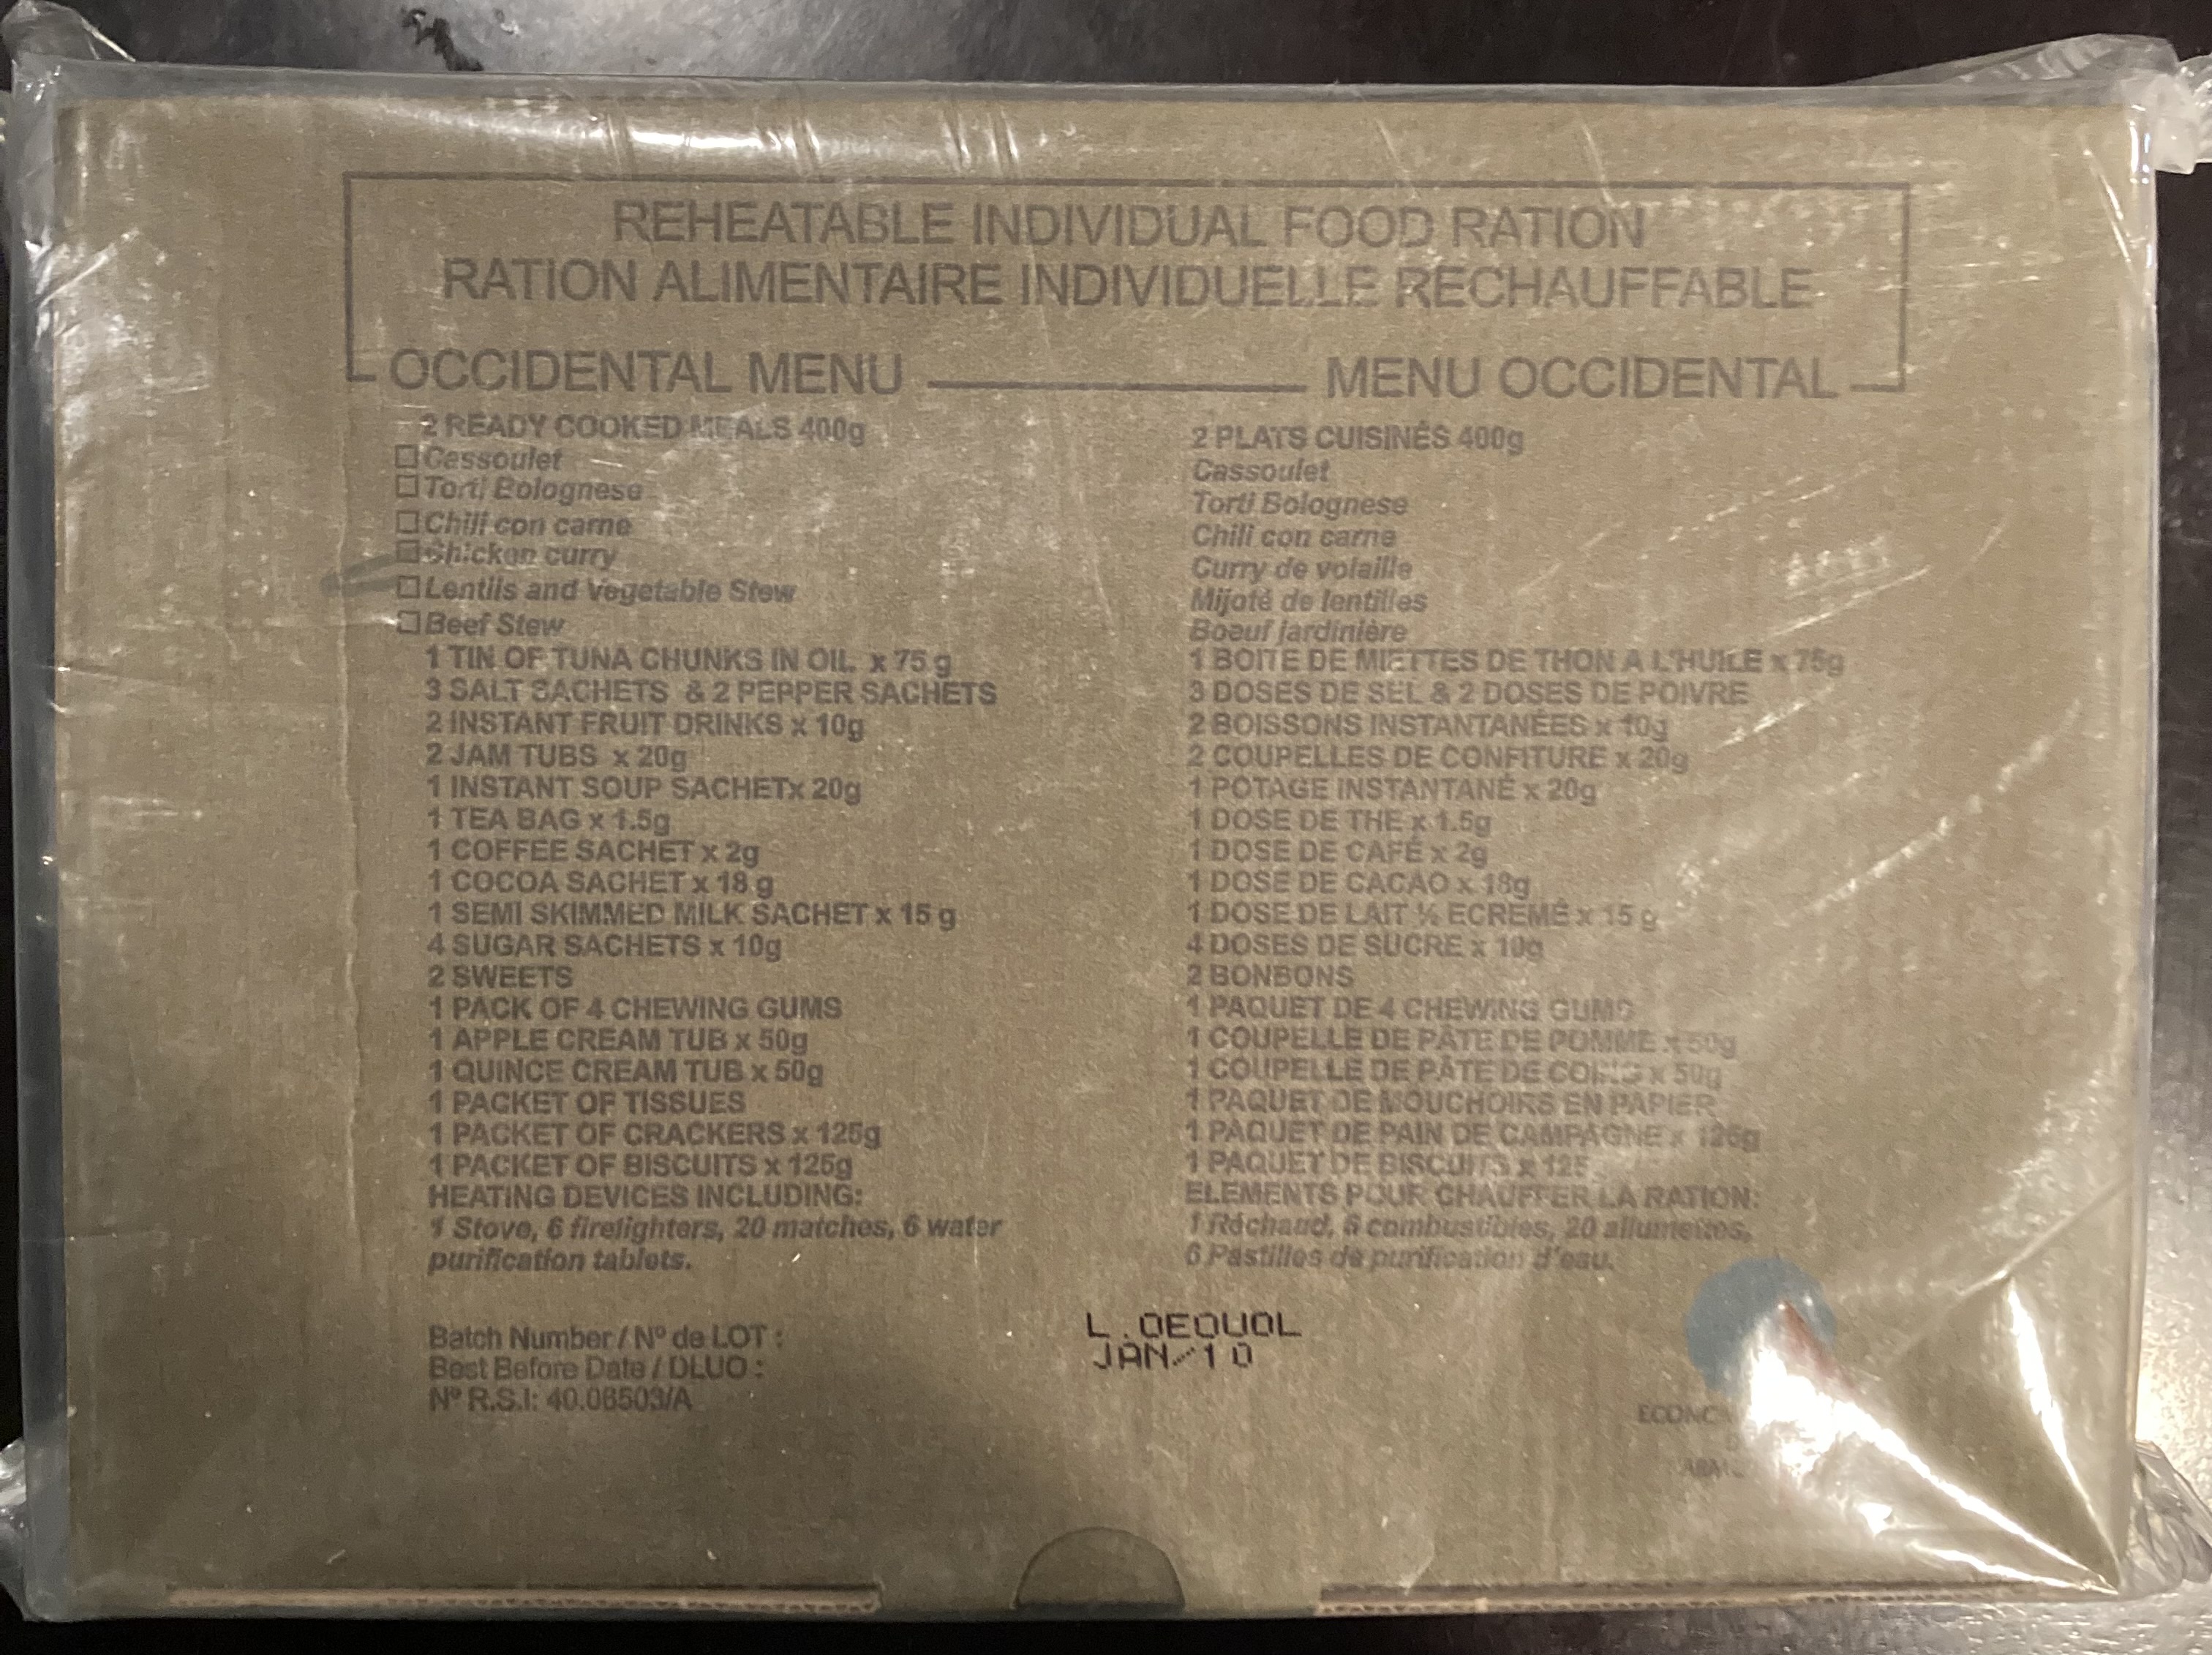 REHEATABLE INDIVIDUAL FOOD RATION
RATION ALIMENTAIRE INDIVIDUELLE RECHAUFFABLE
OCCIDENTAL MENU
2 READY COOKED MEALS 400g
Cassoulet
Torti Bolognese
Chili con carne
Chicken curry
Lentils and Vegetable Stew
Beef Stew
1 TIN OF TUNA CHUNKS IN OIL x 75 g
3 SALT SACHETS & 2 PEPPER SACHETS
2 INSTANT FRUIT DRINKS x 10g
2 JAM TUBS x 20g
1 INSTANT SOUP SACHETx 20g
1 TEA BAG x 1.5g
1 COFFEE SACHET x 2g
1 COCOA SACHET x 18 g
1 SEMI SKIMMED MILK SACHET x 15 g
4 SUGAR SACHETS x 10g
2 SWEETS
1 PACK OF 4 CHEWING GUMS
1 APPLE CREAM TUB x 50g
1 QUINCE CREAM TUB x 50g
1 PACKET OF TISSUES
1 PACKET OF CRACKERS x 125g
1 PACKET OF BISCUITS x 125g
HEATING DEVICES INCLUDING:
1 Stove, 6 firelighters, 20 matches, 6 water
purification tablets.
MENU OCCIDENTAL
2 PLATS CUISINÉS 400g
Cassoulet
Torti Bolognese
Chili con carne
Curry de volaille
Mijoté de lentilles
Boeuf jardinière
1 BOITE DE MIETTES DE THON A L'HUILE x 75g
3 DOSES DE SEL & 2 DOSES DE POIVRE
2 BOISSONS INSTANTANÉES x 10g
2 COUPELLES DE CONFITURE x 20g
1 POTAGE INSTANTANÉ x 20g
1 DOSE DE THE x 1.5g
1 DOSE DE CAFÉ x 2g
1 DOSE DE CACAO x 18g
1 DOSE DE LAIT ½ ECREMÉ x 15 g
4 DOSES DE SUCRE x 10g
2 BONBONS
1 PAQUET DE 4 CHEWING GUMS
1 COUPELLE DE PÂTE DE POMME x 50g
1 COUPELLE DE PÂTE DE COING x 50g
1 PAQUET DE MOUCHOIRS EN PAPIER
1 PAQUET DE PAIN DE CAMPAGNE x 125g
1 PAQUET DE BISCUITS x 125
ELEMENTS POUR CHAUFFER LA RATION:
1 Réchaud, 6 combustibles, 20 allumettes,
6 Pastilles de purification d'eau.
Batch Number / N° de LOT :
L.OEOUOL
Best Before Date / DLUO :
JAN/10
N° R.S.I: 40.08503/A